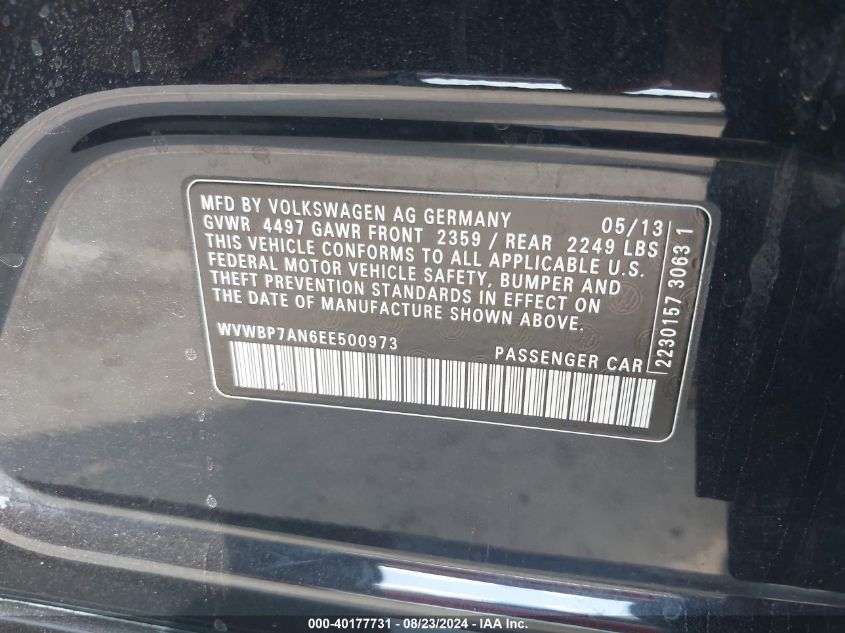 MFD BY VOLKSWAGEN AG GERMANY 05/13
GVWR 4497 GAWR FRONT 2359 / REAR 2249 LBS
THIS VEHICLE CONFORMS TO ALL APPLICABLE U.S.
FEDERAL MOTOR VEHICLE SAFETY, BUMPER AND
THEFT PREVENTION STANDARDS IN EFFECT ON
THE DATE OF MANUFACTURE SHOWN ABOVE.
WVWBP7AN6EE500973 PASSENGER CAR
2230157 3063 1
000-40177731 - 08/23/2024 - IAA Inc.